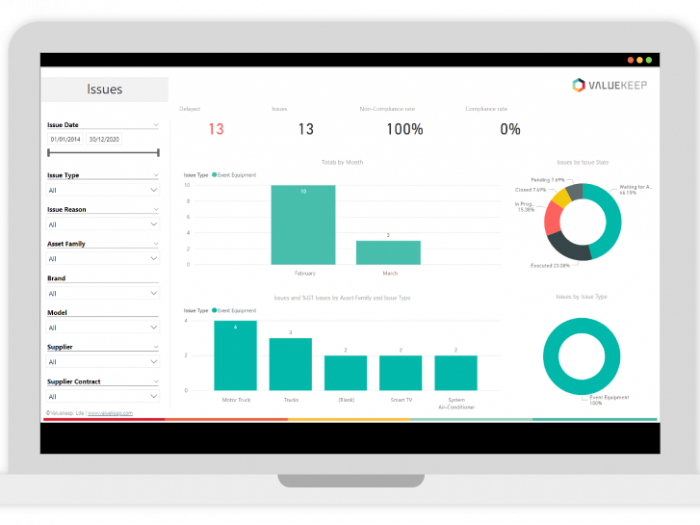 Issues
VALUEKEEP
Delayed
13
Issues
13
Non-Compliance rate
100%
Compliance rate
0%
Issue Date
01/01/2014
30/12/2020
Issue Type
All
Issue Reason
All
Asset Family
All
Brand
All
Model
All
Supplier
All
Supplier Contract
All
©Valuekeep, Lda | www.valuekeep.com
Totals by Month
Issue Type Event Equipment
10
8
6
4
2
0
10
3
February
March
Issues by Issue State
Pending 7.69%
Closed 7.69%
In Prog...
15.38%
Executed 23.08%
Waiting for A...
46.15%
Issues and %GT Issues by Asset Family and Issue Type
Issue Type Event Equipment
4
2
0
4
3
2
2
2
Motor Truck
(Blank)
Smart TV
System
Air-Conditioner
Issues by Issue Type
Event Equipment
100%